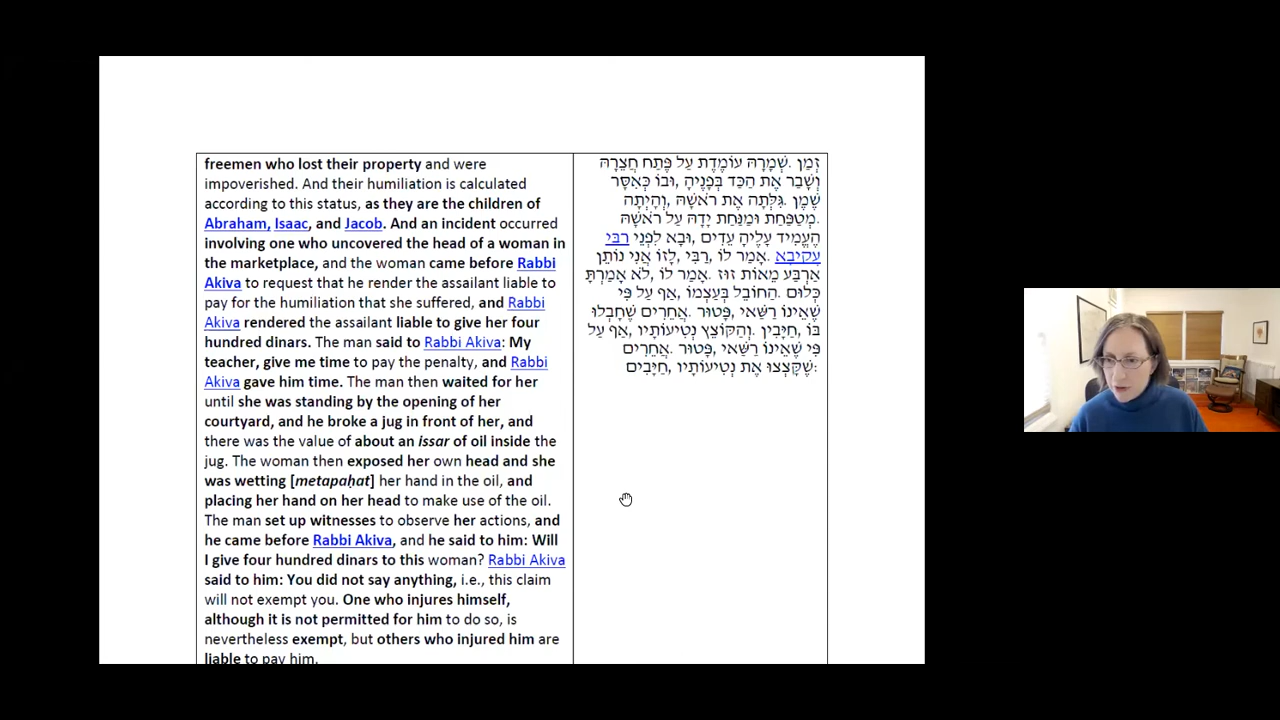 freemen who lost their property and were
impoverished. And their humiliation is calculated
according to this status, as they are the children of
Abraham, Isaac, and Jacob. And an incident occurred
involving one who uncovered the head of a woman in
the marketplace, and the woman came before Rabbi
Akiva to request that he render the assailant liable to
pay for the humiliation that she suffered, and Rabbi
Akiva rendered the assailant liable to give her four
hundred dinars. The man said to Rabbi Akiva: My
teacher, give me time to pay the penalty, and Rabbi
Akiva gave him time. The man then waited for her
until she was standing by the opening of her
courtyard, and he broke a jug in front of her, and
there was the value of about an issar of oil inside the
jug. The woman then exposed her own head and she
was wetting [metapaḥat] her hand in the oil, and
placing her hand on her head to make use of the oil.
The man set up witnesses to observe her actions, and
he came before Rabbi Akiva, and he said to him: Will
I give four hundred dinars to this woman? Rabbi Akiva
said to him: You did not say anything, i.e., this claim
will not exempt you. One who injures himself,
although it is not permitted for him to do so, is
nevertheless exempt, but others who injured him are
liable to pay him.
זְמַן. שְׁמָרָהּ עוֹמֶדֶת עַל פֶּתַח חֲצֵרָהּ
וְשָׁבַר אֶת הַכַּד בְּפָנֶיהָ, וּבוֹ כְּאִסָּר
שֶׁמֶן. גִּלְּתָה אֶת רֹאשָׁהּ, וְהָיְתָה
מְטַפַּחַת וּמַנַּחַת יָדָהּ עַל רֹאשָׁהּ.
הֶעֱמִיד עָלֶיהָ עֵדִים, וּבָא לִפְנֵי רַבִּי
עֲקִיבָא. אָמַר לוֹ, רַבִּי, לָזוֹ אֲנִי נוֹתֵן
אַרְבַּע מֵאוֹת זוּז. אָמַר לוֹ, לֹא אָמַרְתָּ
כְּלוּם. הַחוֹבֵל בְּעַצְמוֹ, אַף עַל פִּי
שֶׁאֵינוֹ רַשַּׁאי, פָּטוּר. אֲחֵרִים שֶׁחָבְלוּ
בּוֹ, חַיָּבִין. וְהַקּוֹצֵץ נְטִיעוֹתָיו, אַף עַל
פִּי שֶׁאֵינוֹ רַשַּׁאי, פָּטוּר. אֲחֵרִים
שֶׁקָּצְצוּ אֶת נְטִיעוֹתָיו, חַיָּבִים: